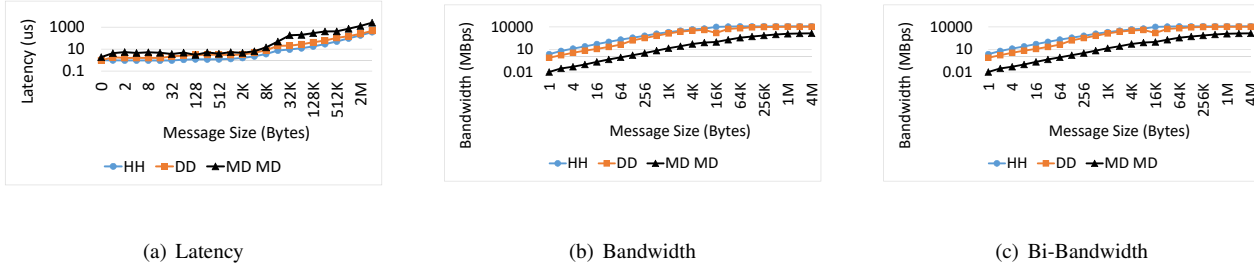 Latency (us)
1000
10
0.1
0
2
8
32
128
512
2K
8K
32K
128K
512K
2M
Message Size (Bytes)
HH DD MD MD
(a) Latency
Bandwidth (MBps)
10000
10
0.01
1
4
16
64
256
1K
4K
16K
64K
256K
1M
4M
Message Size (Bytes)
HH DD MD MD
(b) Bandwidth
Bandwidth (MBps)
10000
10
0.01
1
4
16
64
256
1K
4K
16K
64K
256K
1M
4M
Message Size (Bytes)
HH DD MD MD
(c) Bi-Bandwidth